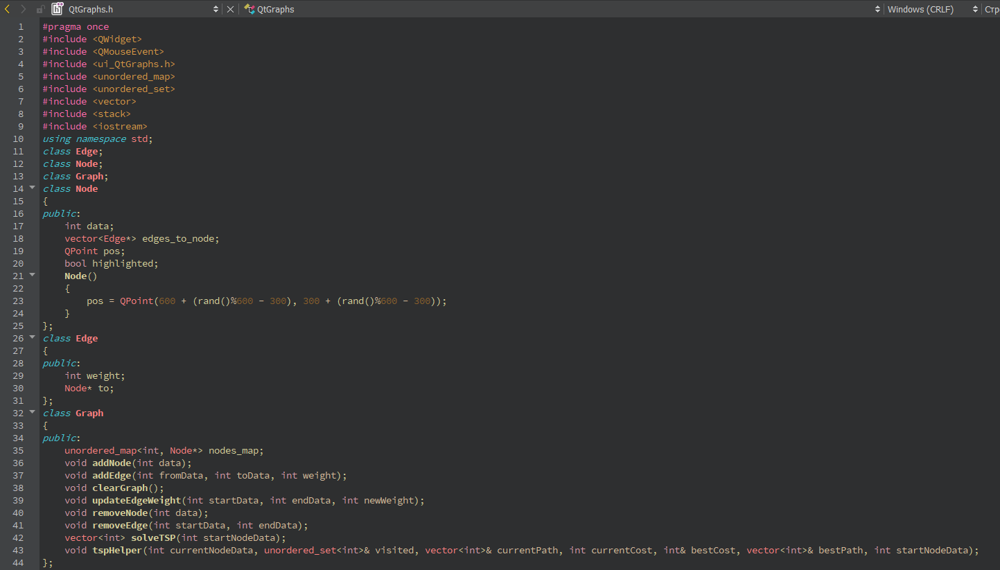 QtGraphs.h QtGraphs Windows (CRLF) Стр
1 #pragma once
2 #include <QWidget>
3 #include <QMouseEvent>
4 #include <ui_QtGraphs.h>
5 #include <unordered_map>
6 #include <unordered_set>
7 #include <vector>
8 #include <stack>
9 #include <iostream>
10 using namespace std;
11 class Edge;
12 class Node;
13 class Graph;
14 class Node
15 {
16 public:
17     int data;
18     vector<Edge*> edges_to_node;
19     QPoint pos;
20     bool highlighted;
21     Node()
22     {
23         pos = QPoint(600 + (rand()%600 - 300), 300 + (rand()%600 - 300));
24     }
25 };
26 class Edge
27 {
28 public:
29     int weight;
30     Node* to;
31 };
32 class Graph
33 {
34 public:
35     unordered_map<int, Node*> nodes_map;
36     void addNode(int data);
37     void addEdge(int fromData, int toData, int weight);
38     void clearGraph();
39     void updateEdgeWeight(int startData, int endData, int newWeight);
40     void removeNode(int data);
41     void removeEdge(int startData, int endData);
42     vector<int> solveTSP(int startNodeData);
43     void tspHelper(int currentNodeData, unordered_set<int>& visited, vector<int>& currentPath, int currentCost, int& bestCost, vector<int>& bestPath, int startNodeData);
44 };